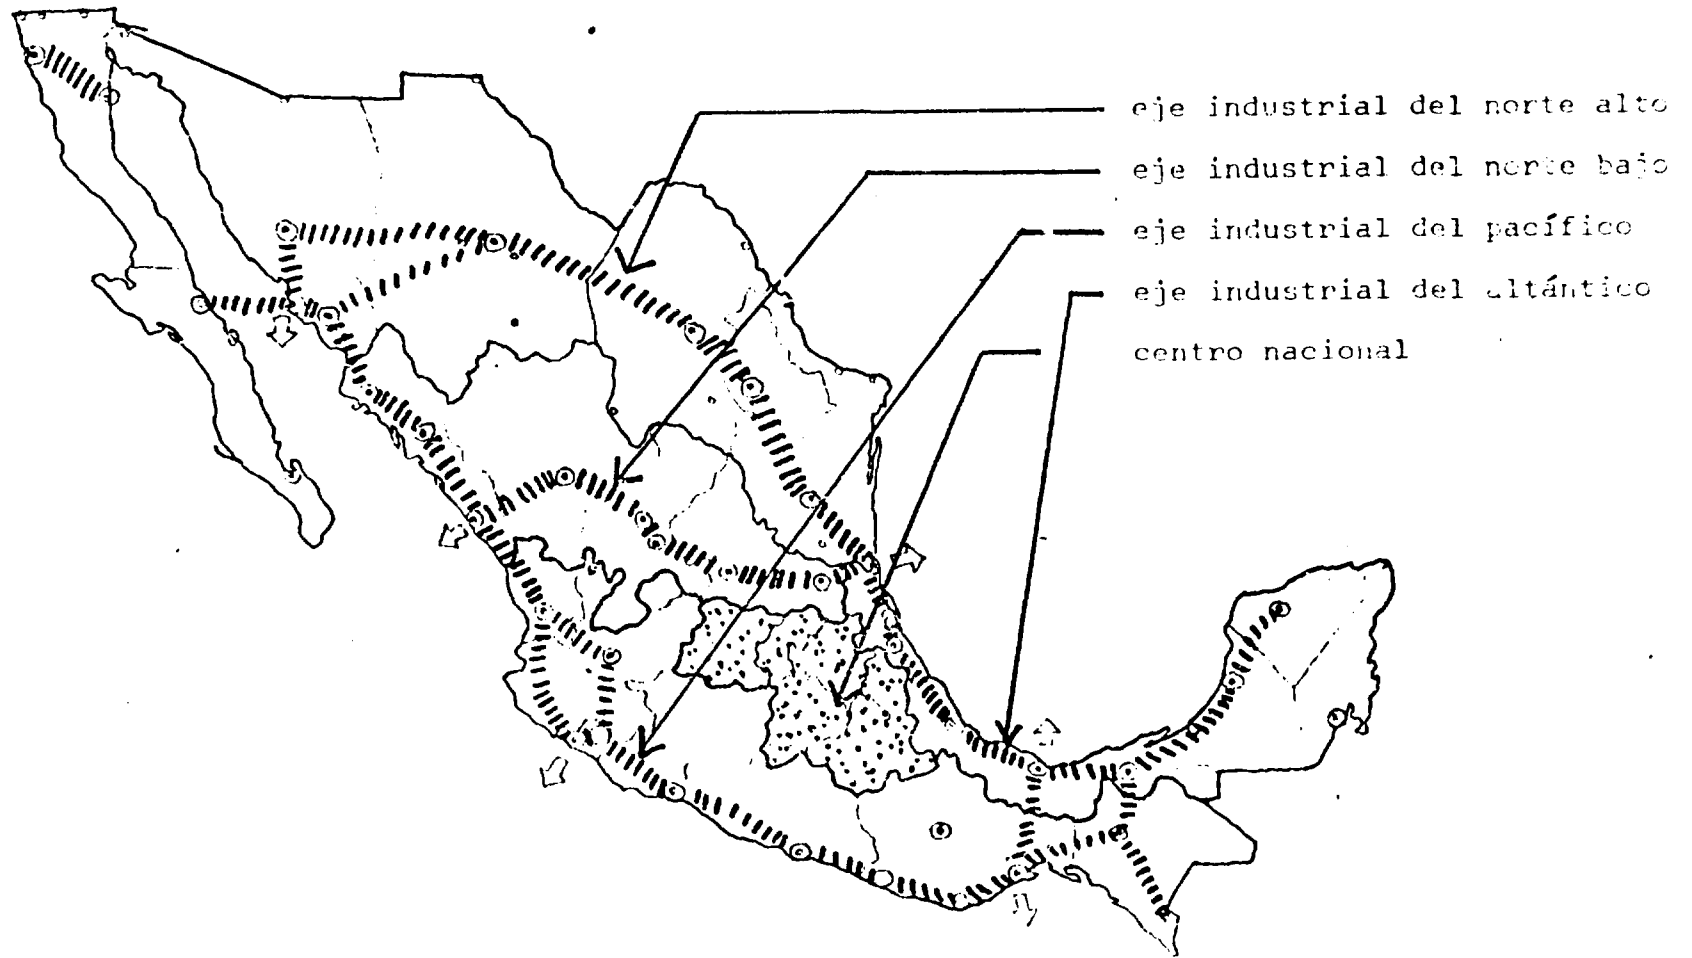 eje industrial del norte alto
eje industrial del norte bajo
eje industrial del pacífico
eje industrial del altántico
centro nacional